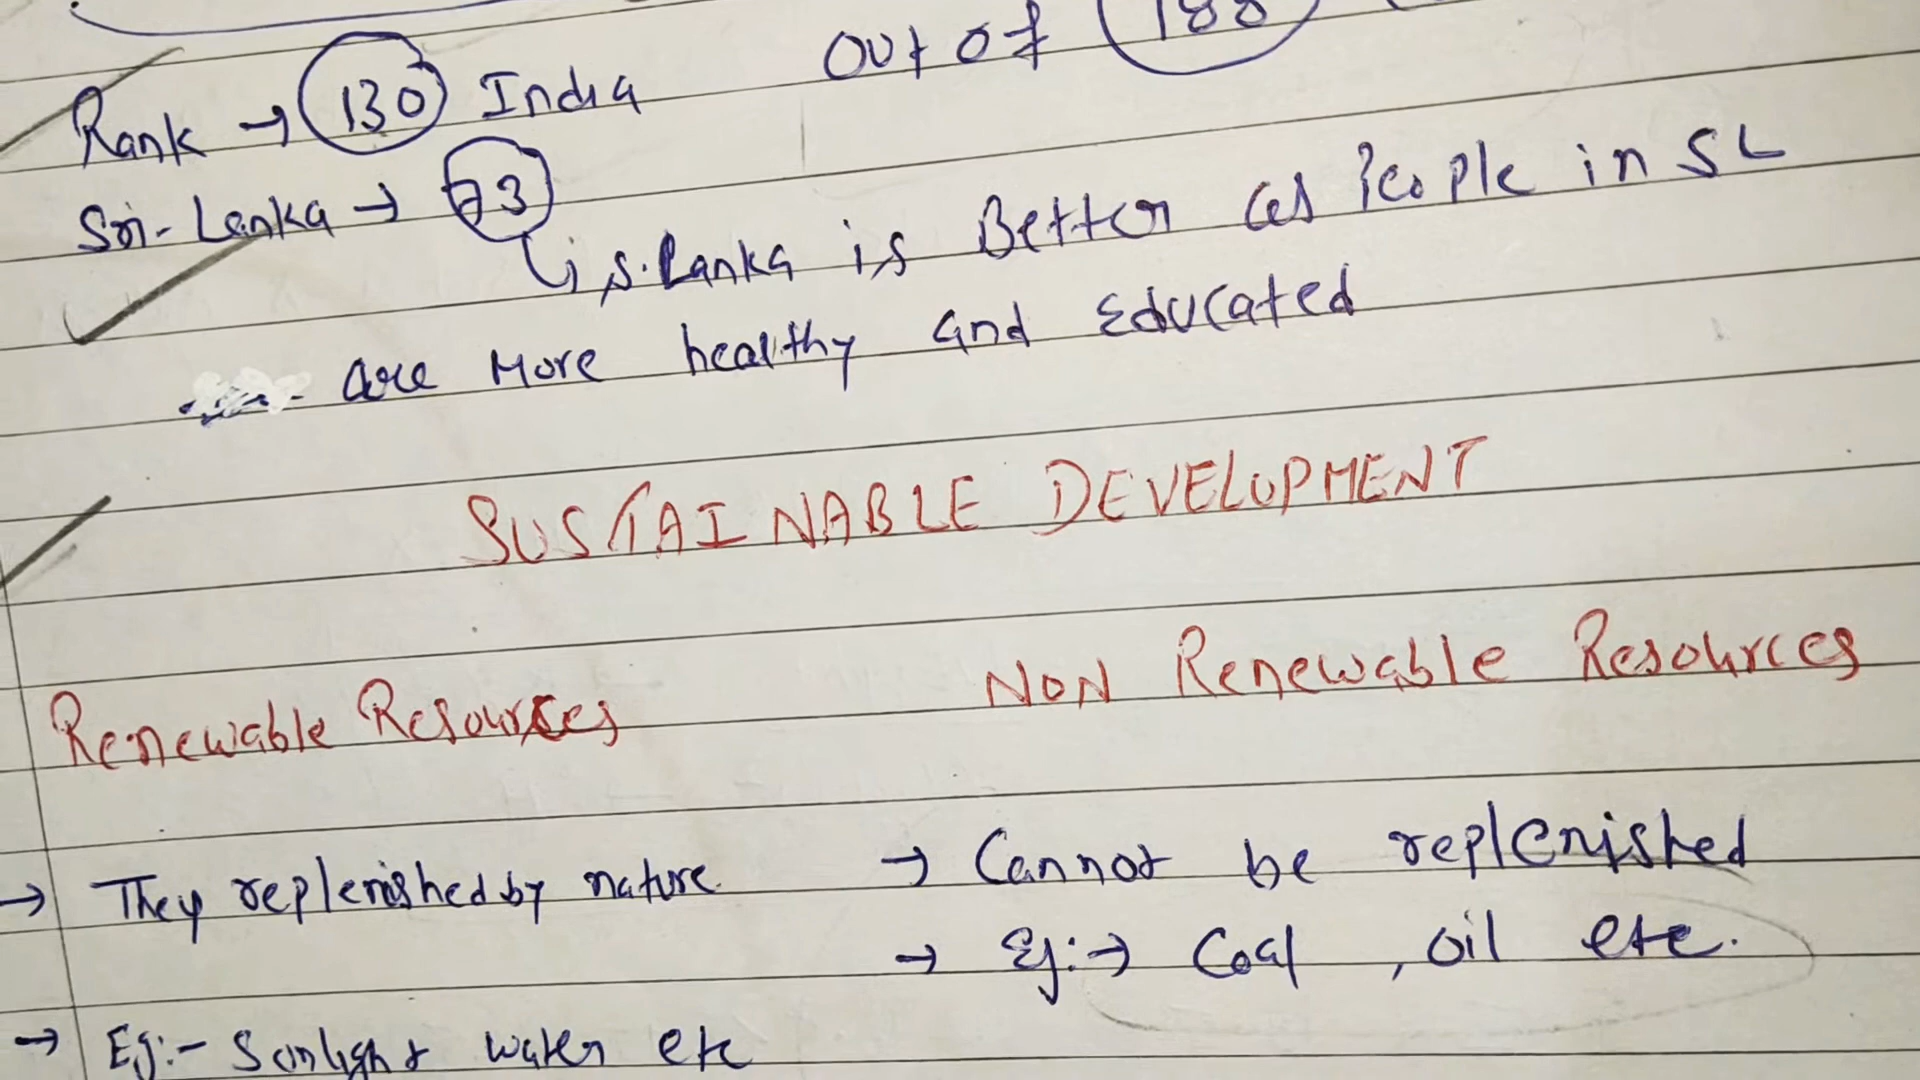 Out of 188
Rank → 130 India
Sri-Lanka → 73
↳ S.Lanka is Better as People in SL
are More healthy and Educated
SUSTAINABLE DEVELOPMENT
Renewable Resources
NON Renewable Resources
→ They replenished by nature.
→ Cannot be replenished
→ Eg:→ Coal, oil etc.
→ Eg:- Sunlight water etc